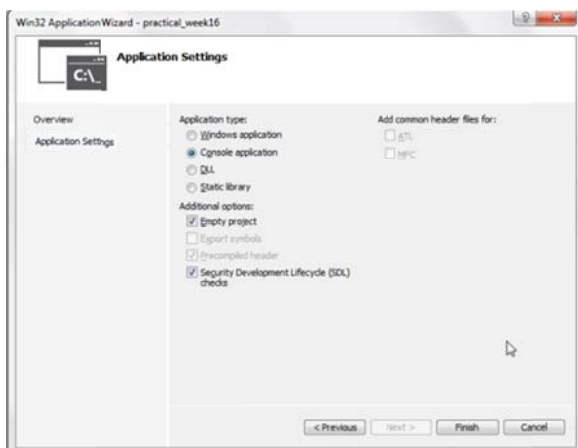 Win32 Application Wizard - practical_week16
C:\_
Application Settings
Overview
Application Settings
Application type:
Windows application
Console application
DLL
Static library
Additional options:
Empty project
Export symbols
Precompiled header
Security Development Lifecycle (SDL)
checks
Add common header files for:
ATL
MFC
< Previous
Next >
Finish
Cancel